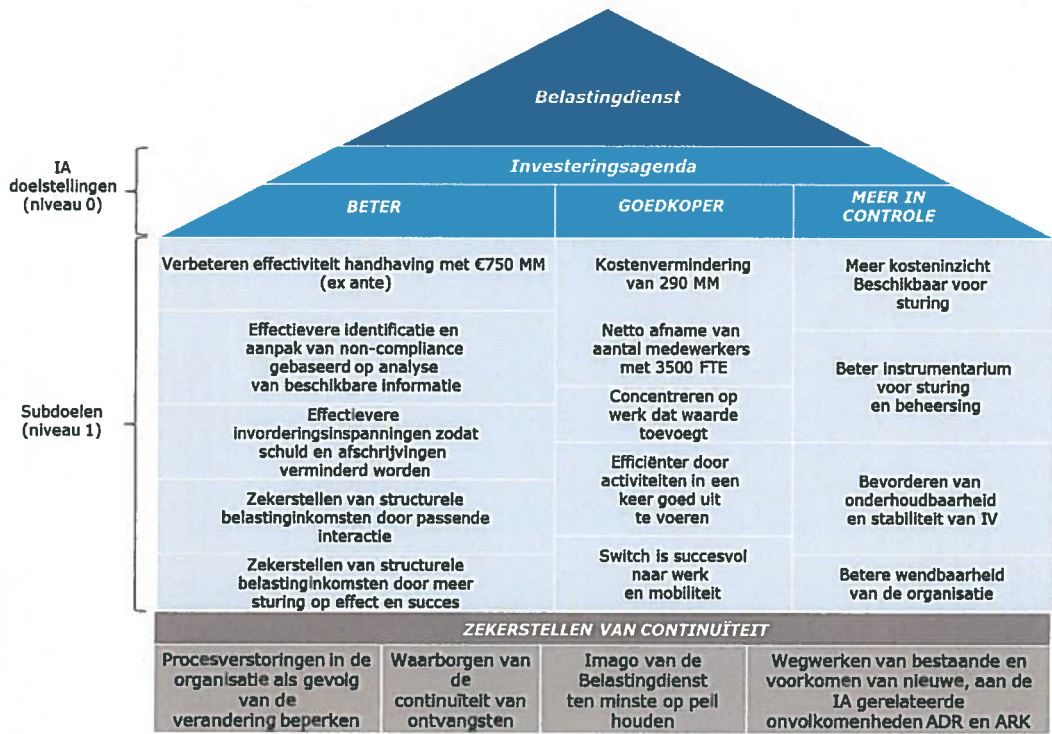 Belastingdienst
IA
doelstellingen
(niveau 0)
Investeringsagenda
BETER
GOEDKOPER
MEER IN
CONTROLE
Subdoelen
(niveau 1)
Verbeteren effectiviteit handhaving met €750 MM
(ex ante)
Effectievere identificatie en
aanpak van non-compliance
gebaseerd op analyse
van beschikbare informatie
Effectievere
invorderingsinspanningen zodat
schuld en afschrijvingen
verminderd worden
Zekerstellen van structurele
belastinginkomsten door passende
interactie
Zekerstellen van structurele
belastinginkomsten door meer
sturing op effect en succes
Kostenvermindering
van 290 MM
Netto afname van
aantal medewerkers
met 3500 FTE
Concentreren op
werk dat waarde
toevoegt
Efficiënter door
activiteiten in een
keer goed uit
te voeren
Switch is succesvol
naar werk
en mobiliteit
Meer kosteninzicht
Beschikbaar voor
sturing
Beter instrumentarium
voor sturing
en beheersing
Bevorderen van
onderhoudbaarheid
en stabiliteit van IV
Betere wendbaarheid
van de organisatie
ZEKERSTELLEN VAN CONTINUÏTEIT
Procesverstoringen in de
organisatie als gevolg
van de
verandering beperken
Waarborgen van
de
continuïteit van
ontvangsten
Imago van de
Belastingdienst
ten minste op peil
houden
Wegwerken van bestaande en
voorkomen van nieuwe, aan de
IA gerelateerde
onvolkomenheden ADR en ARK